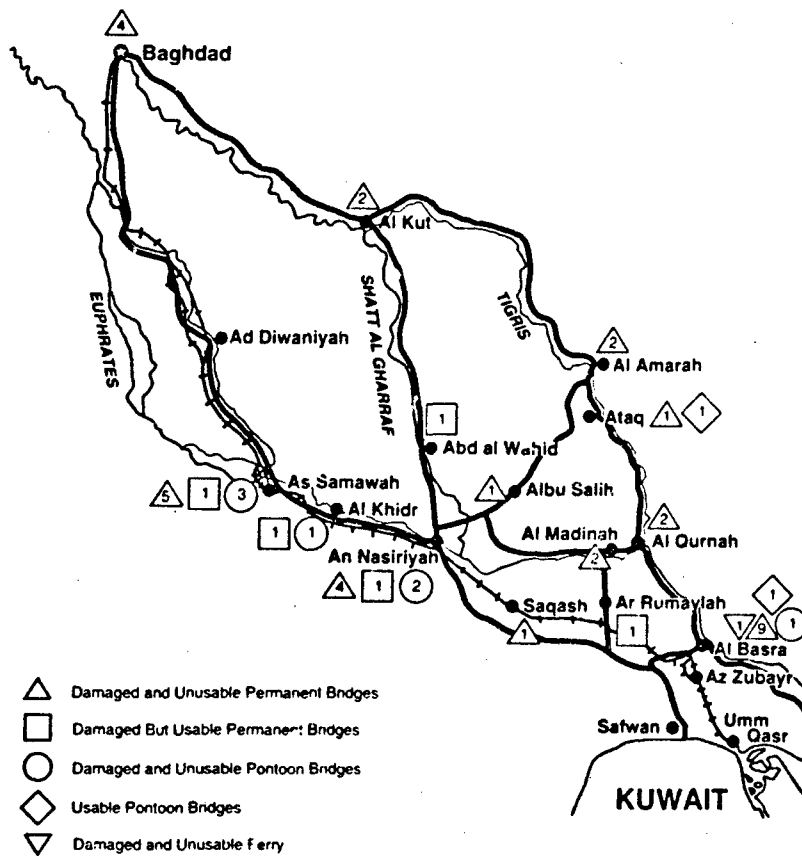 4
Baghdad
2
Al Kut
EUPHRATES
SHATT AL GHARRAF
TIGRIS
Ad Diwaniyah
2
Al Amarah
Ataq 1 1
1
Abd al Wahid
As Samawah
5 1 3
1
Albu Salih
Al Khidr
1 1
2
Al Madinah
Al Qurnah
An Nasiriyah
2
4 1 2
Saqash
Ar Rumaylah
1
1
1
1 9 1
Al Basra
Az Zubayr
Safwan
Umm
Qasr
KUWAIT
Damaged and Unusable Permanent Bridges
Damaged But Usable Permanent Bridges
Damaged and Unusable Pontoon Bridges
Usable Pontoon Bridges
Damaged and Unusable Ferry